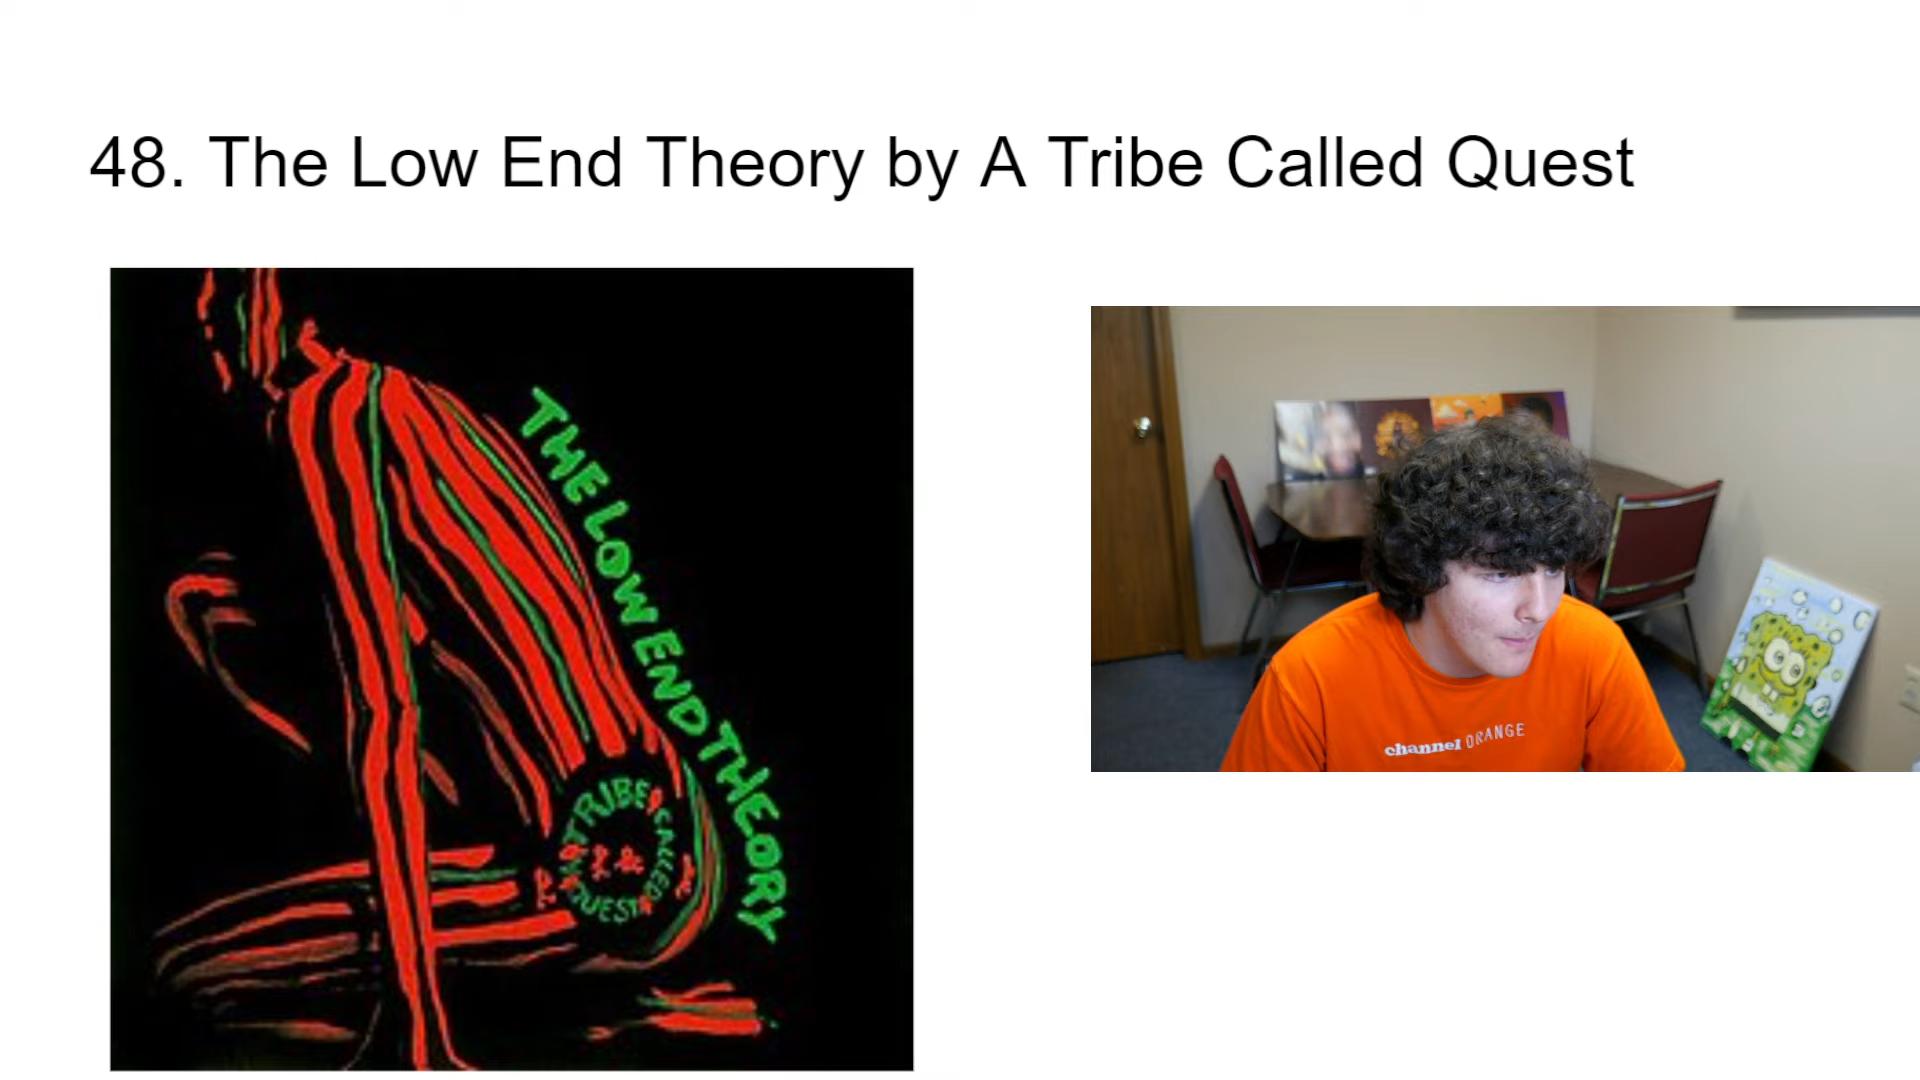 48. The Low End Theory by A Tribe Called Quest
THE LOW END THEORY
A TRIBE CALLED QUEST
channel ORANGE